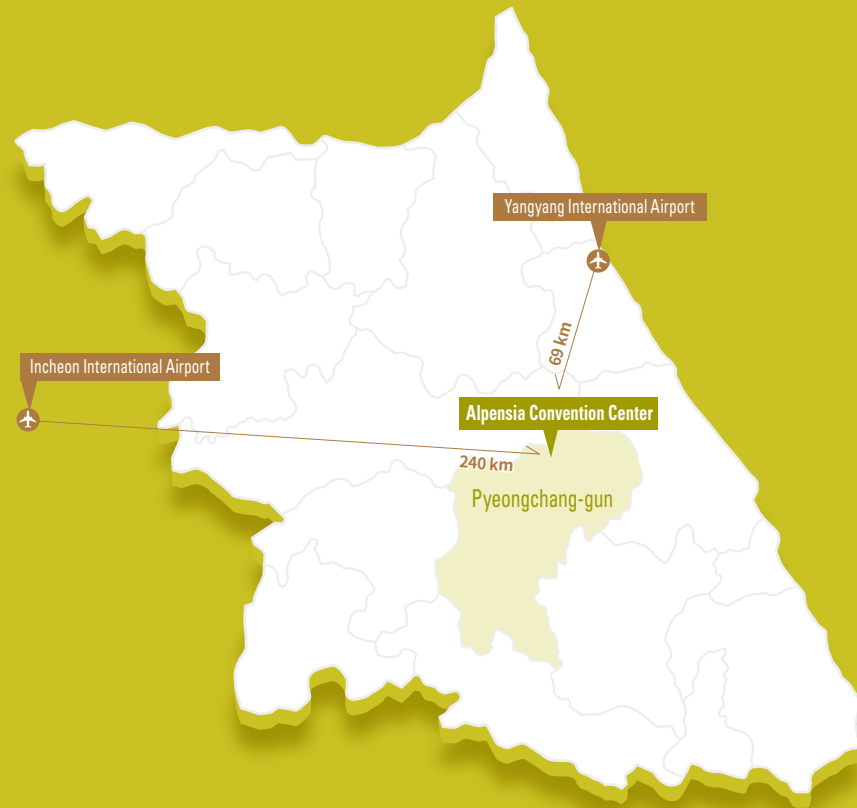 Yangyang International Airport
69 km
Incheon International Airport
Alpensia Convention Center
240 km
Pyeongchang-gun